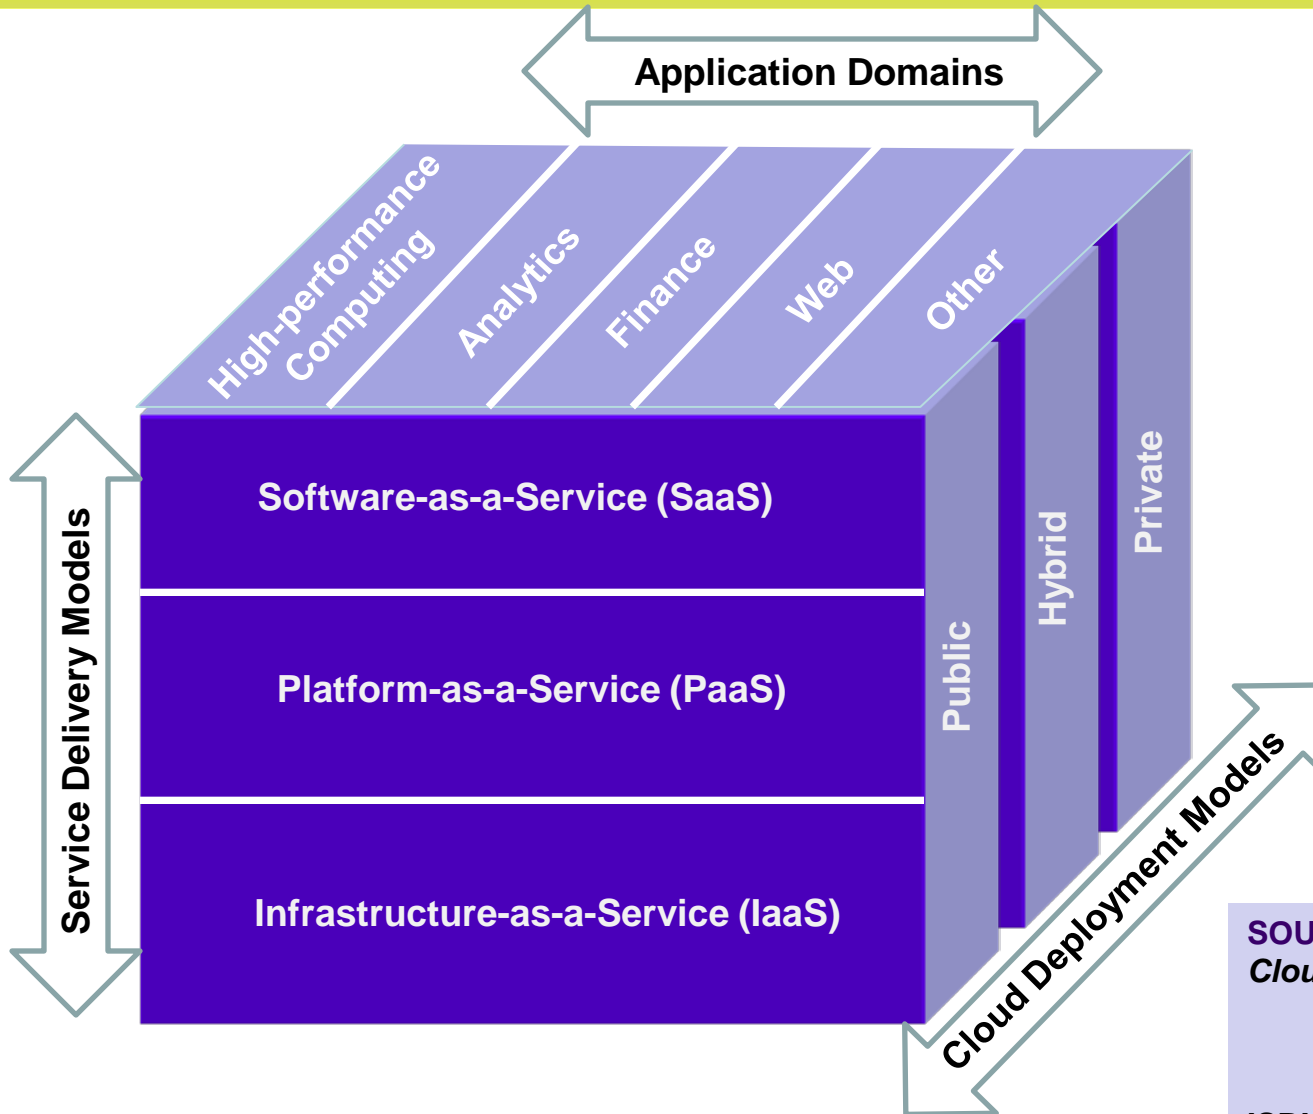 Application Domains
High-performance
Computing
Analytics
Finance
Web
Other
Service Delivery Models
Software-as-a-Service (SaaS)
Platform-as-a-Service (PaaS)
Infrastructure-as-a-Service (IaaS)
Public
Hybrid
Private
Cloud Deployment Models